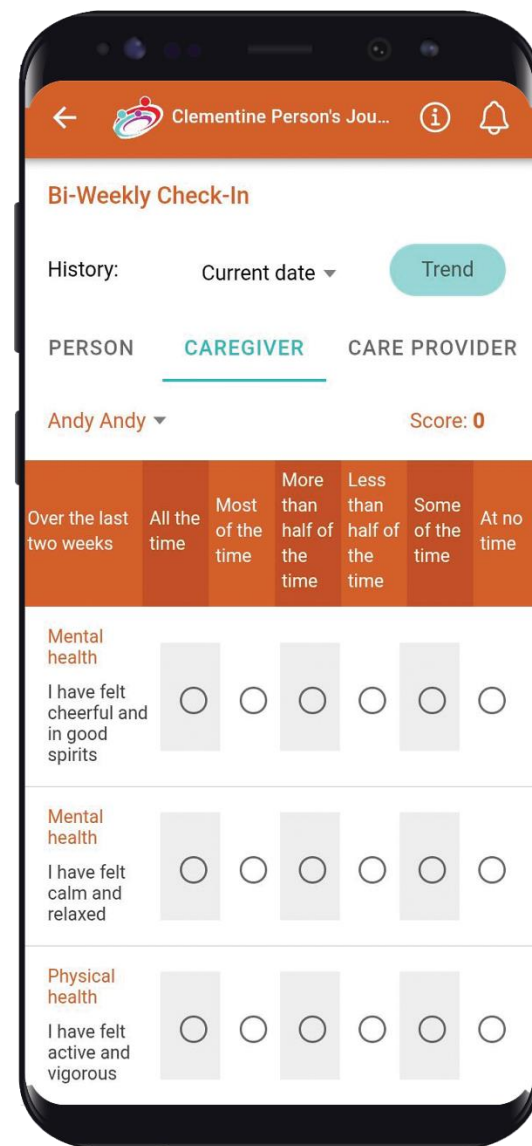 Clementine Person's Jou...
Bi-Weekly Check-In
History:
Current date
Trend
PERSON
CAREGIVER
CARE PROVIDER
Andy Andy
Score: 0
Over the last
two weeks
All the
time
Most
of the
time
More
than
half of
the
time
Less
than
half of
the
time
Some
of the
time
At no
time
Mental
health
I have felt
cheerful and
in good
spirits
Mental
health
I have felt
calm and
relaxed
Physical
health
I have felt
active and
vigorous